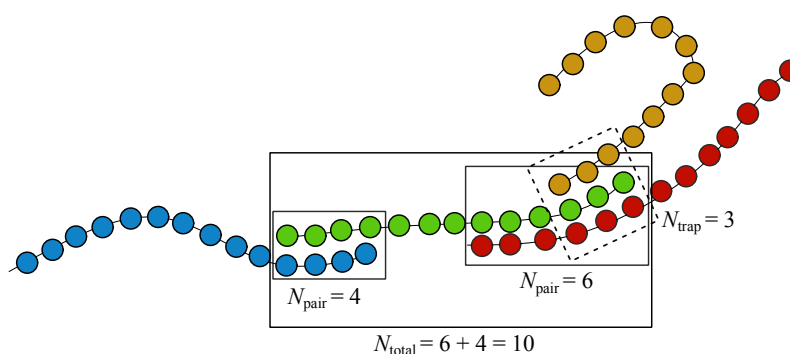 N_trap = 3
N_pair = 4
N_pair = 6
N_total = 6 + 4 = 10